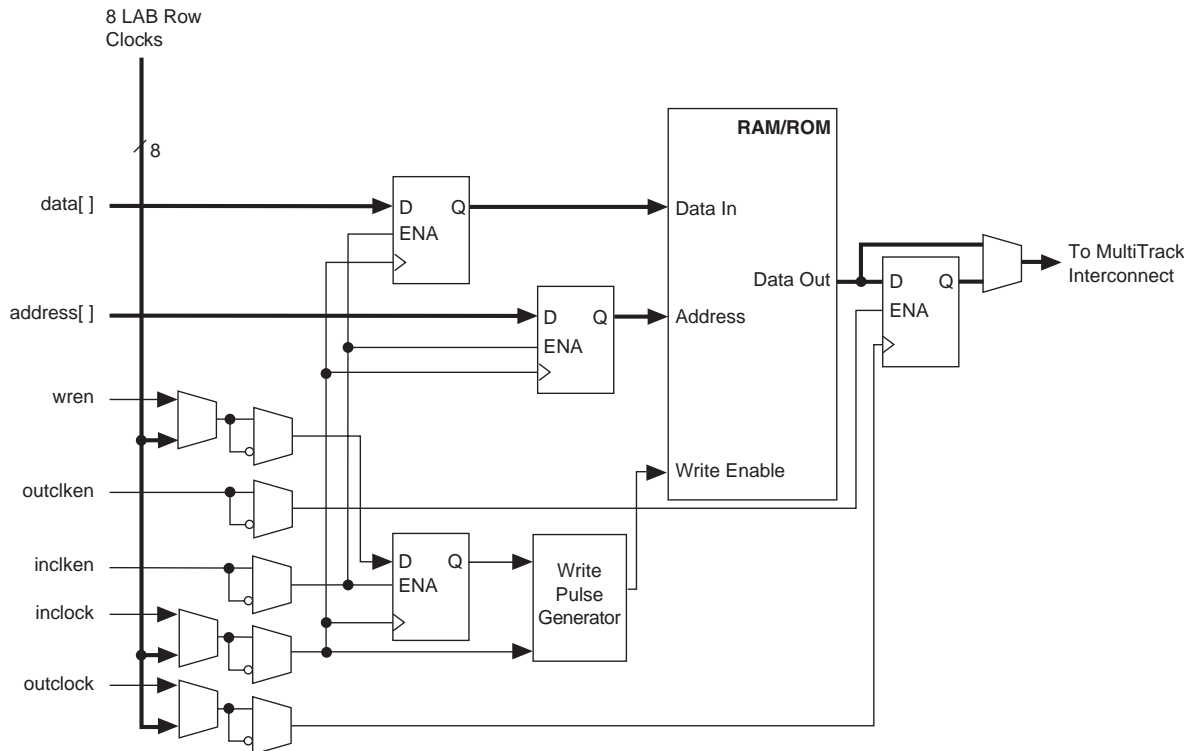 8 LAB Row
Clocks
8
RAM/ROM
data[ ]
D Q
ENA
Data In
Data Out
D Q
ENA
To MultiTrack
Interconnect
address[ ]
D Q
ENA
Address
wren
Write Enable
outclken
inclken
D Q
ENA
Write
Pulse
Generator
inclock
outclock